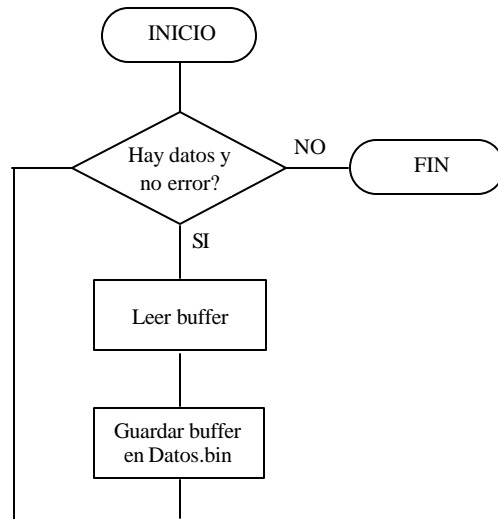 INICIO
Hay datos y
no error?
NO
FIN
SI
Leer buffer
Guardar buffer
en Datos.bin